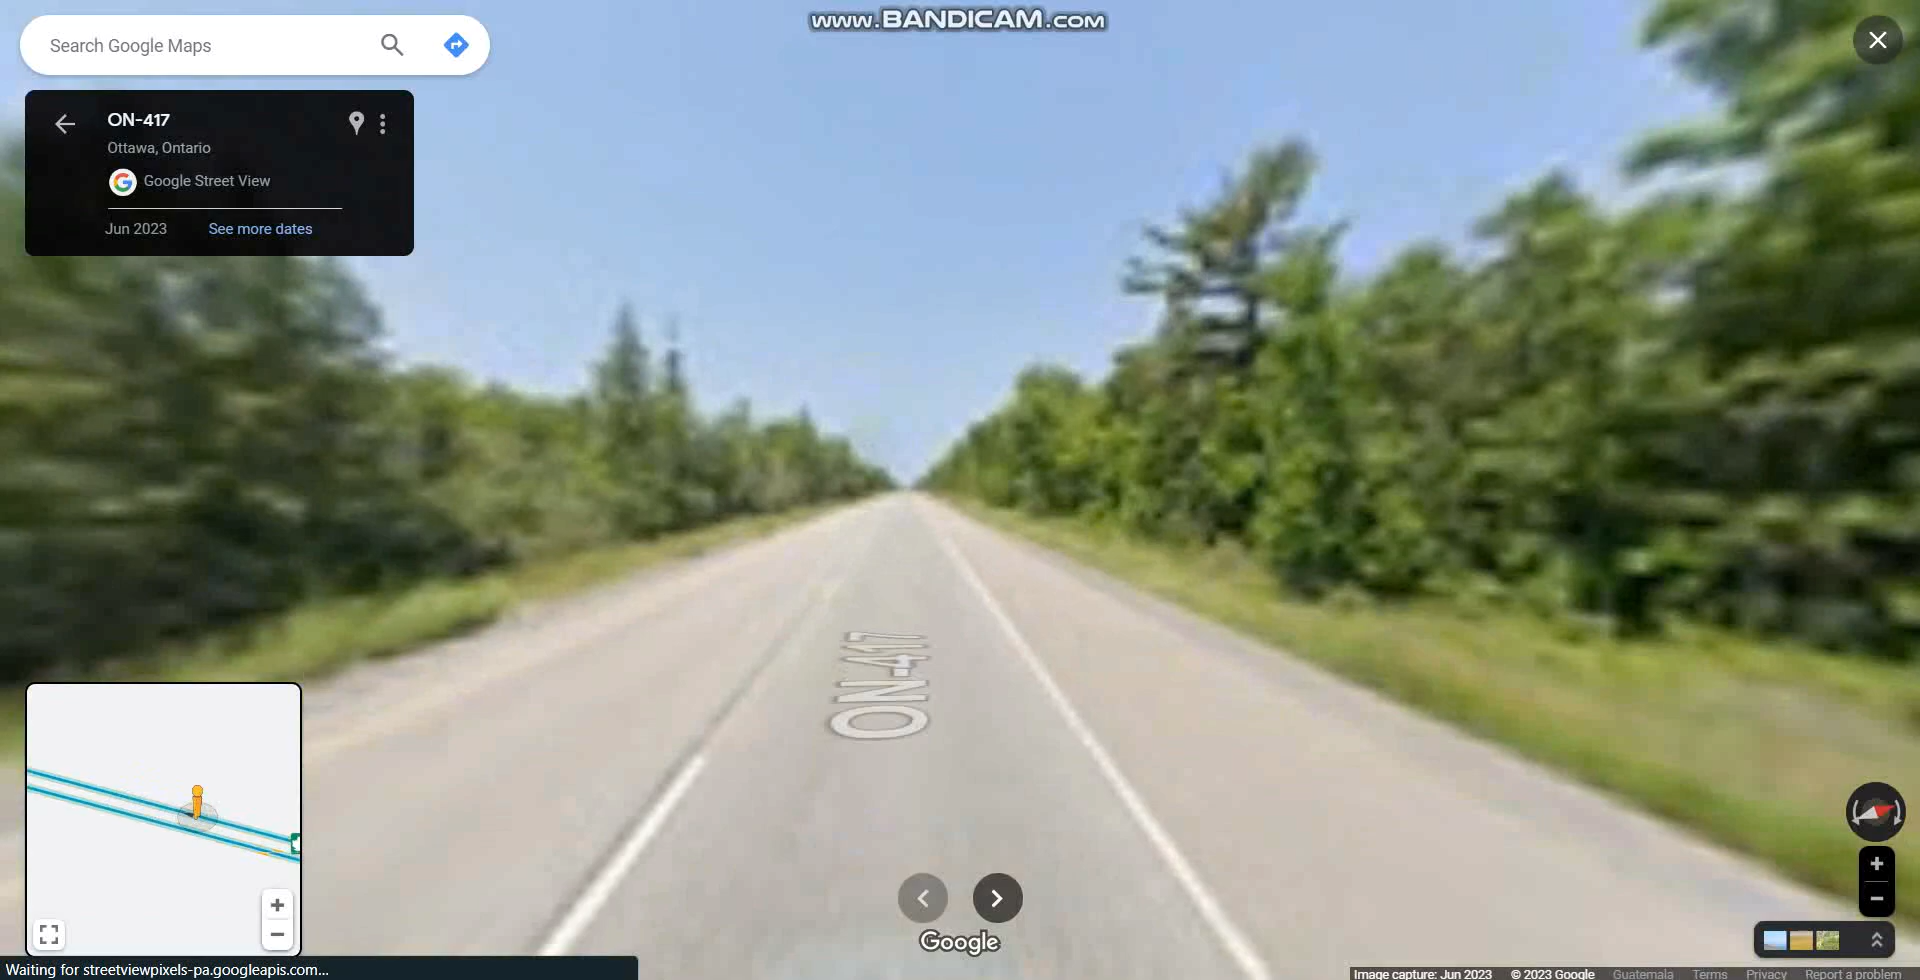 www.BANDICAM.com
Search Google Maps
ON-417
Ottawa, Ontario
Google Street View
Jun 2023
See more dates
ON-417
Google
Waiting for streetviewpixels-pa.googleapis.com...
Image capture: Jun 2023 © 2023 Google Guatemala Terms Privacy Report a problem